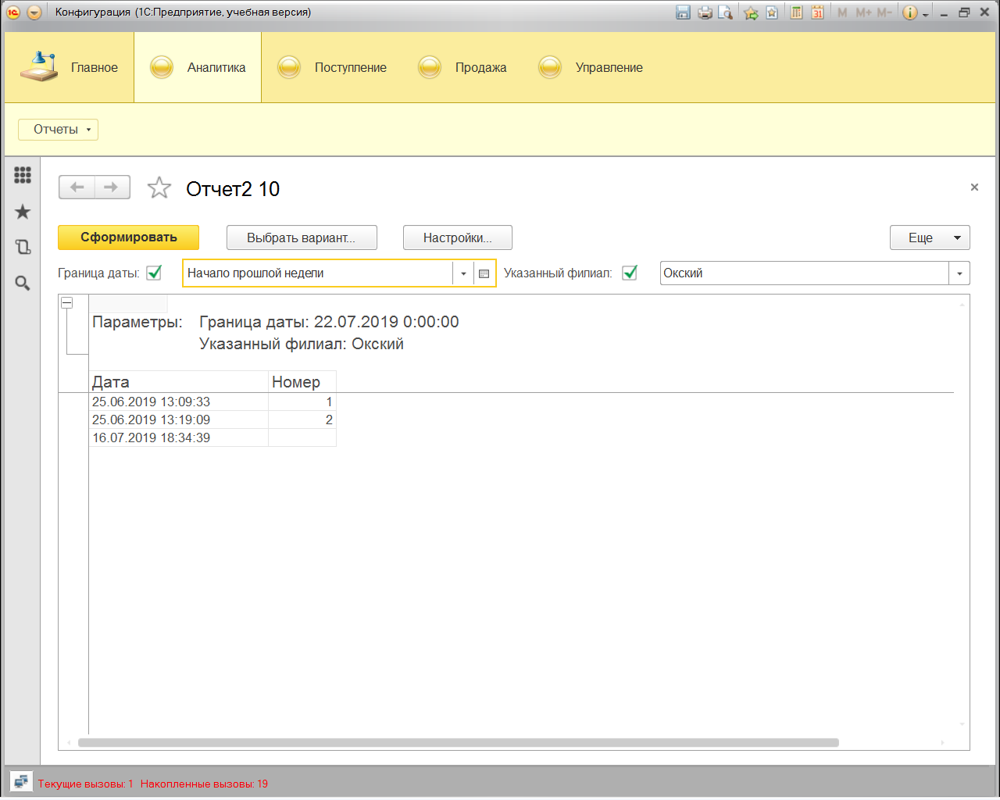 Конфигурация (1С:Предприятие, учебная версия)
31 M M+ M-
Главное Аналитика Поступление Продажа Управление
Отчеты
Отчет2 10
Сформировать Выбрать вариант... Настройки... Еще
Граница даты: Начало прошлой недели Указанный филиал: Окский
Параметры: Граница даты: 22.07.2019 0:00:00
Указанный филиал: Окский
Дата Номер
25.06.2019 13:09:33 1
25.06.2019 13:19:09 2
16.07.2019 18:34:39
Текущие вызовы: 1 Накопленные вызовы: 19